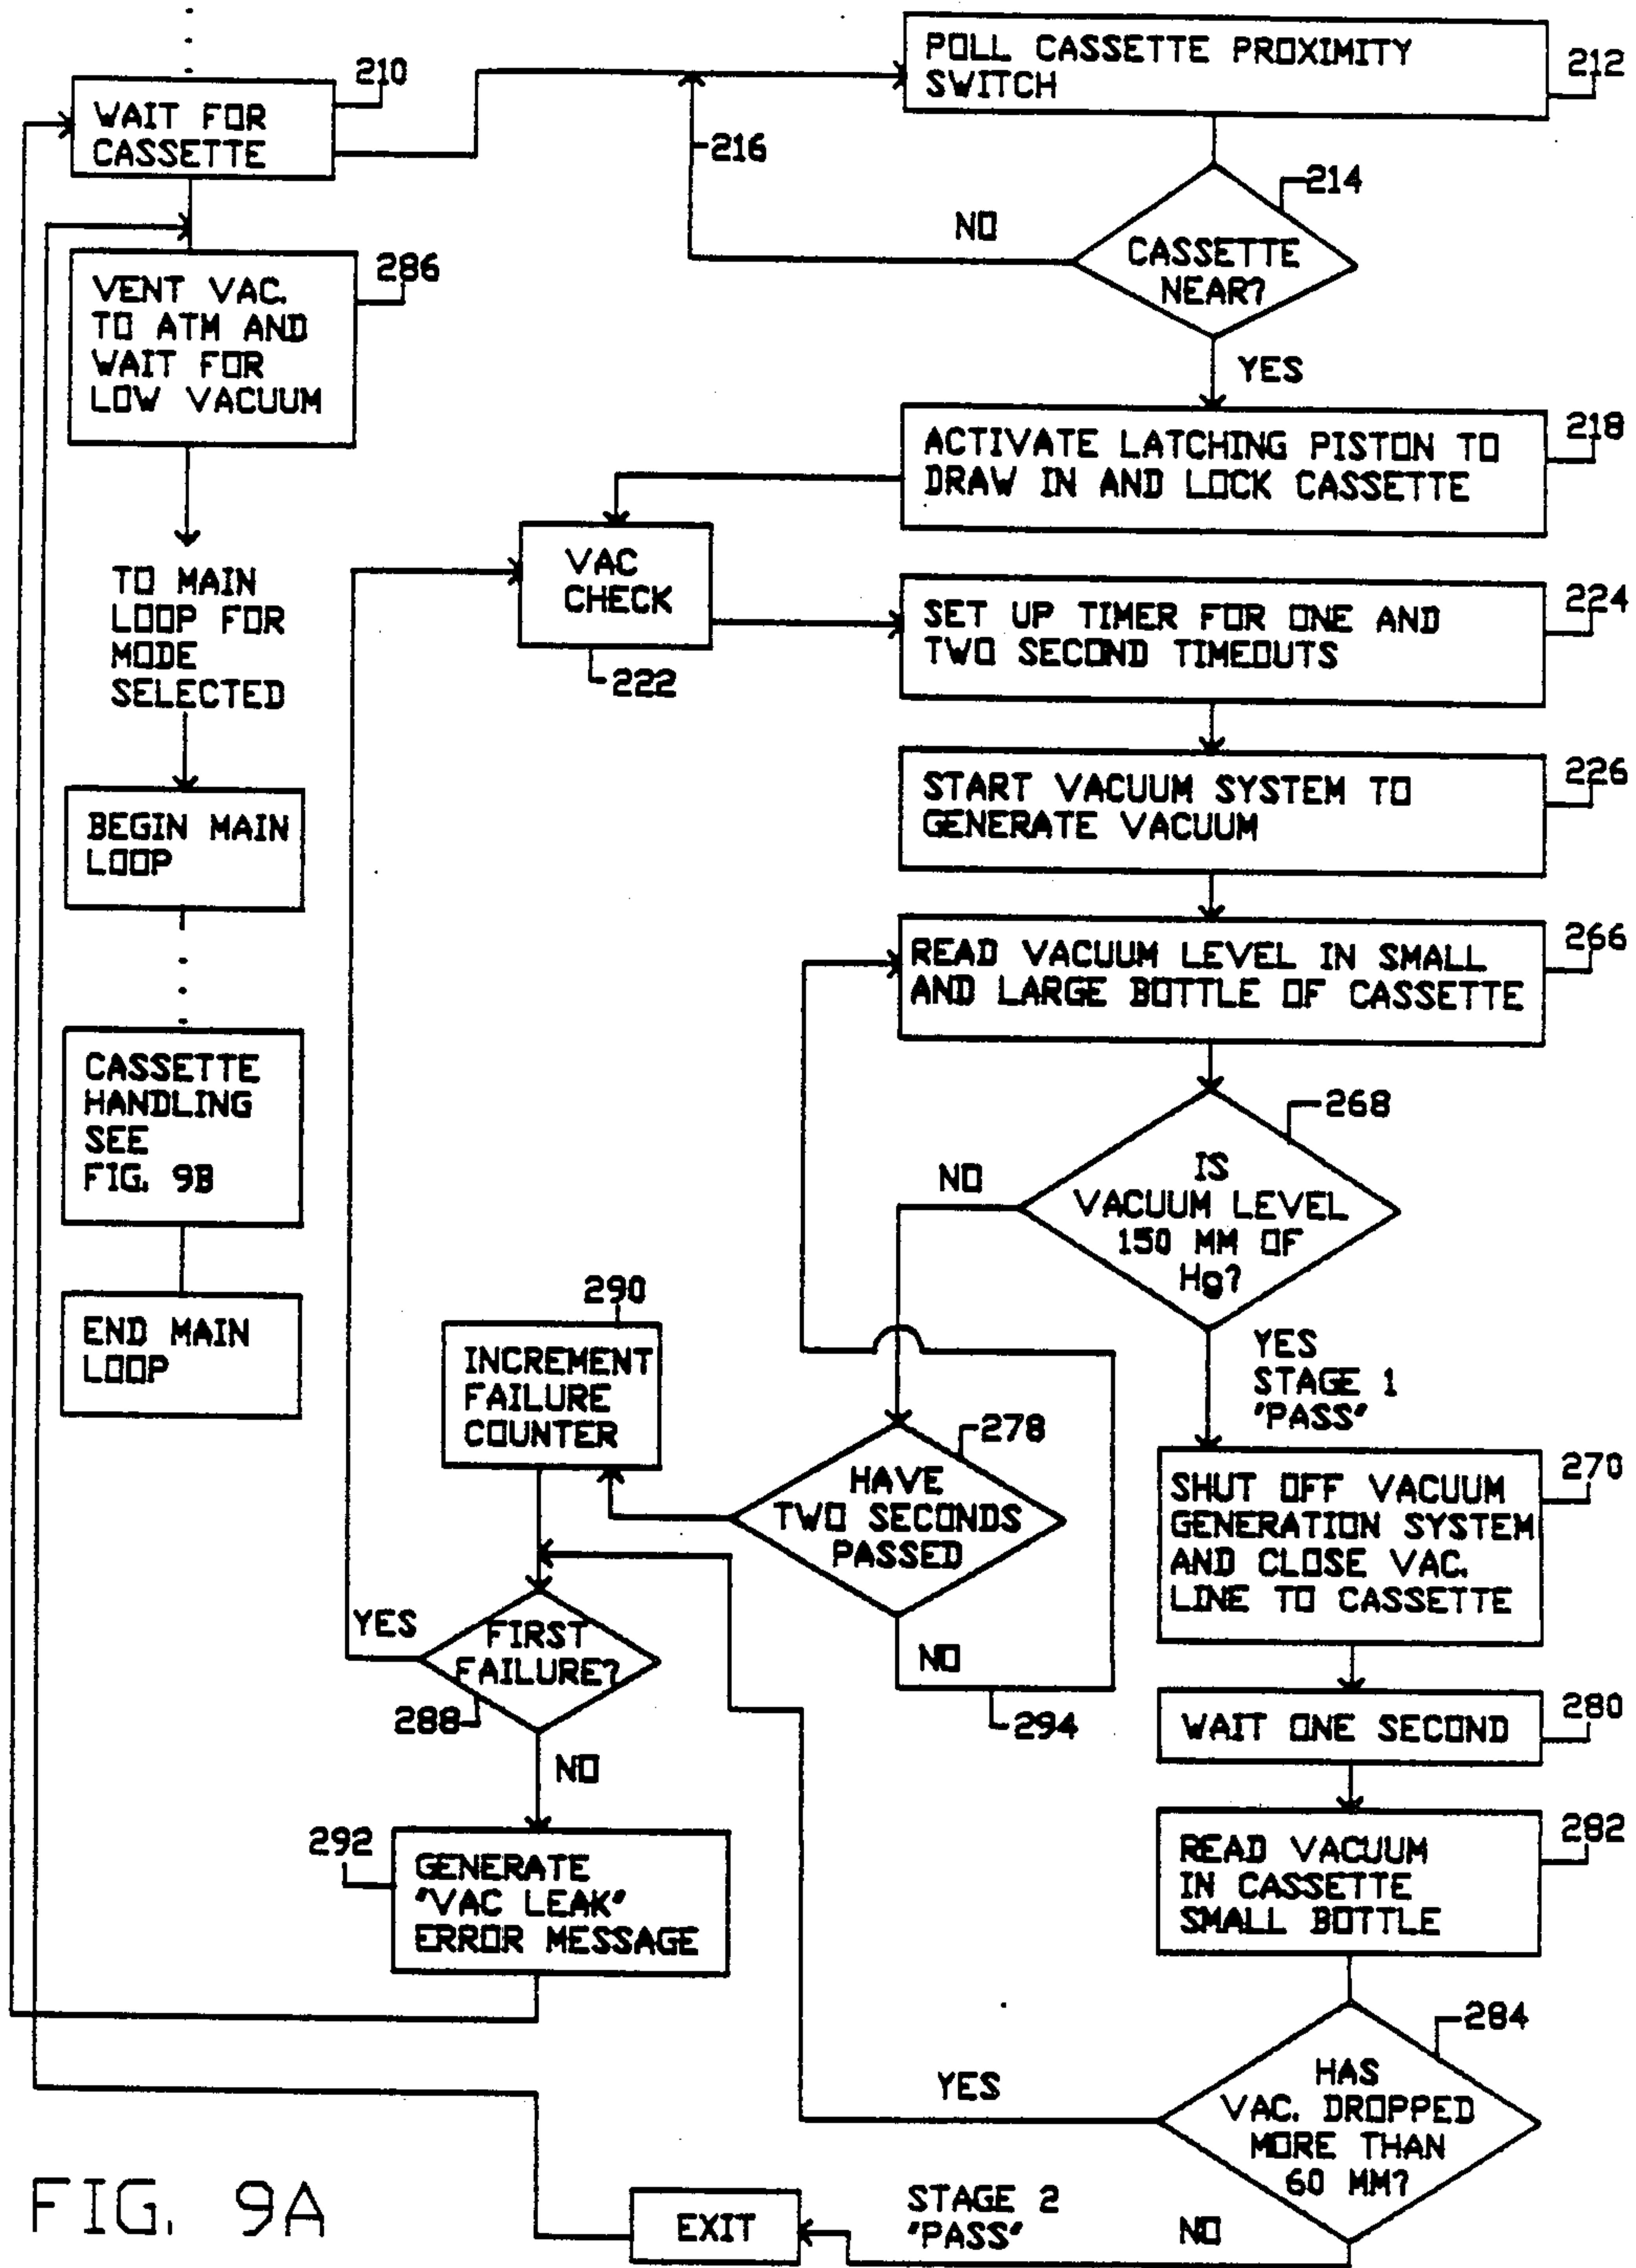 210
WAIT FOR
CASSETTE
POLL CASSETTE PROXIMITY
SWITCH
212
216
214
NO
CASSETTE
NEAR?
YES
286
VENT VAC.
TO ATM AND
WAIT FOR
LOW VACUUM
ACTIVATE LATCHING PISTON TO
DRAW IN AND LOCK CASSETTE
218
VAC
CHECK
222
TO MAIN
LOOP FOR
MODE
SELECTED
SET UP TIMER FOR ONE AND
TWO SECOND TIMEOUTS
224
START VACUUM SYSTEM TO
GENERATE VACUUM
226
BEGIN MAIN
LOOP
READ VACUUM LEVEL IN SMALL
AND LARGE BOTTLE OF CASSETTE
266
CASSETTE
HANDLING
SEE
FIG. 9B
268
NO
IS
VACUUM LEVEL
150 MM OF
Hg?
END MAIN
LOOP
290
INCREMENT
FAILURE
COUNTER
YES
STAGE 1
"PASS"
278
HAVE
TWO SECONDS
PASSED
SHUT OFF VACUUM
GENERATION SYSTEM
AND CLOSE VAC.
LINE TO CASSETTE
270
YES
FIRST
FAILURE?
288
NO
294
NO
WAIT ONE SECOND
280
292
GENERATE
"VAC LEAK"
ERROR MESSAGE
READ VACUUM
IN CASSETTE
SMALL BOTTLE
282
284
YES
HAS
VAC. DROPPED
MORE THAN
60 MM?
STAGE 2
"PASS"
NO
EXIT
FIG. 9A